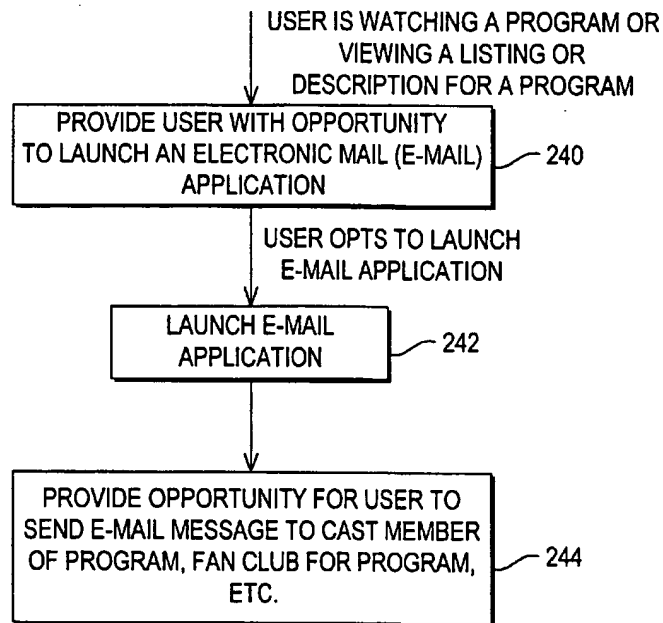 USER IS WATCHING A PROGRAM OR
VIEWING A LISTING OR
DESCRIPTION FOR A PROGRAM
PROVIDE USER WITH OPPORTUNITY
TO LAUNCH AN ELECTRONIC MAIL (E-MAIL)
APPLICATION
240
USER OPTS TO LAUNCH
E-MAIL APPLICATION
LAUNCH E-MAIL
APPLICATION
242
PROVIDE OPPORTUNITY FOR USER TO
SEND E-MAIL MESSAGE TO CAST MEMBER
OF PROGRAM, FAN CLUB FOR PROGRAM,
ETC.
244